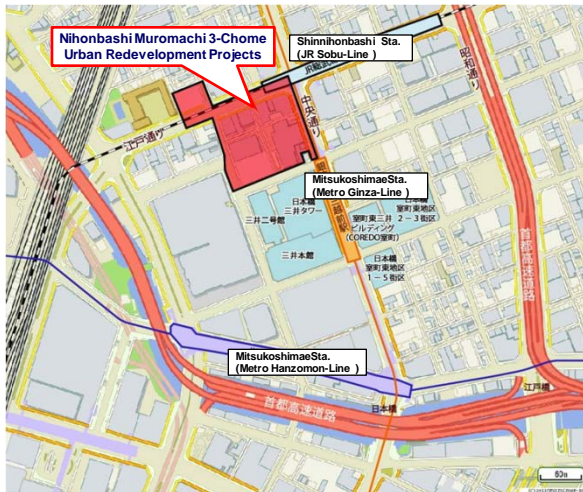 Nihonbashi Muromachi 3-Chome
Urban Redevelopment Projects
Shinnihonbashi Sta.
(JR Sobu-Line )
昭和通り
中央通り
江戸通り
MitsukoshimaeSta.
(Metro Ginza-Line )
日本橋
三井タワー
三井二号館
三井本館
室町東三井
ビルディング
(COREDO室町)
室町東地区
2-3街区
日本橋
室町東地区
1-5街区
首都高速道路
MitsukoshimaeSta.
(Metro Hanzomon-Line )
首都高速道路
日本橋
江戸橋